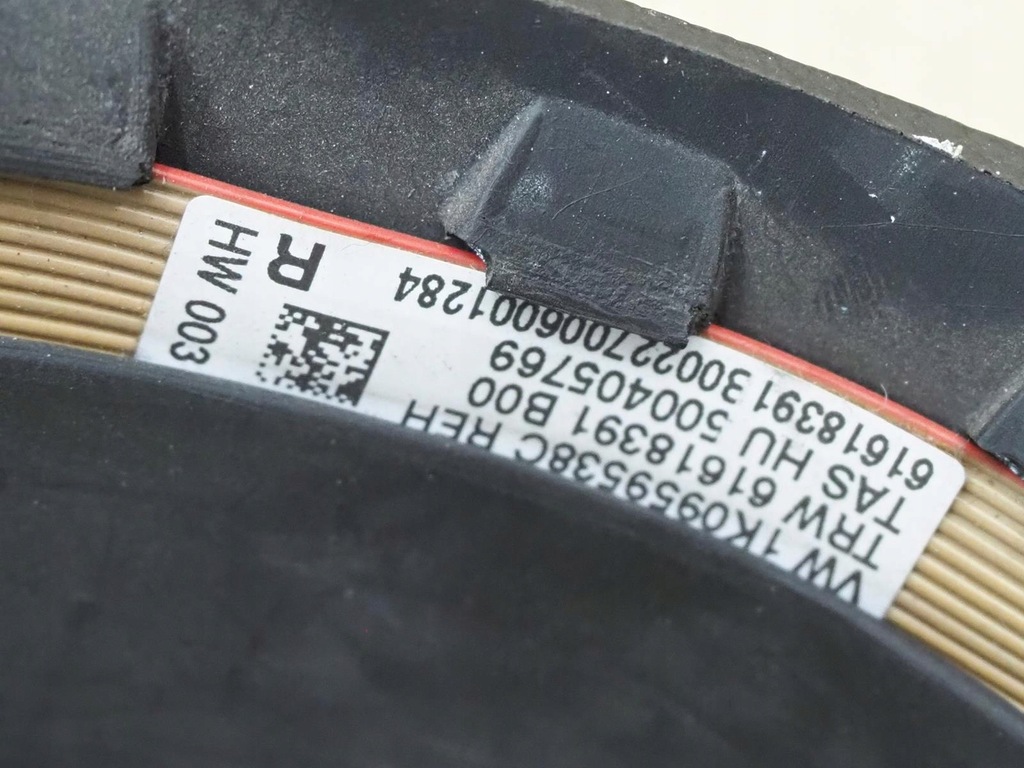 VW 1K0959538C REH
TRW 61618391 B00
TAS HU 500405769
61618391 300227006001284
R
HW 003